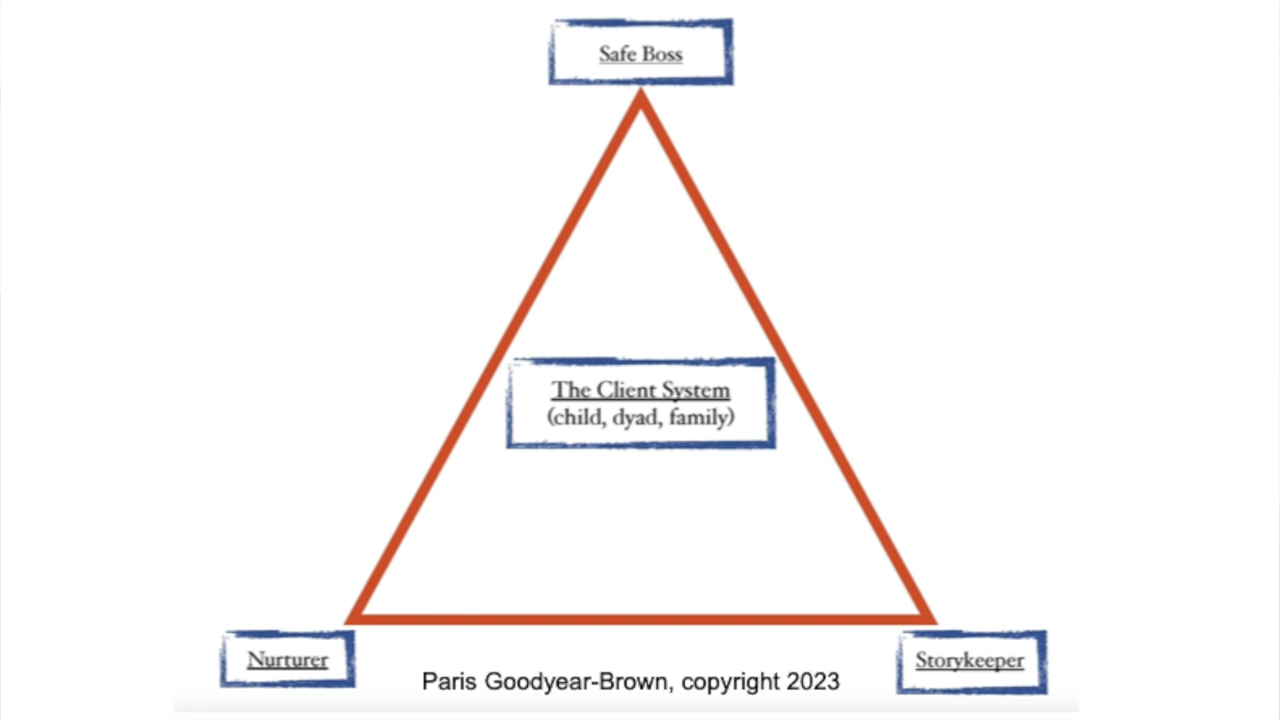 Safe Boss
The Client System
(child, dyad, family)
Nurturer
Storykeeper
Paris Goodyear-Brown, copyright 2023